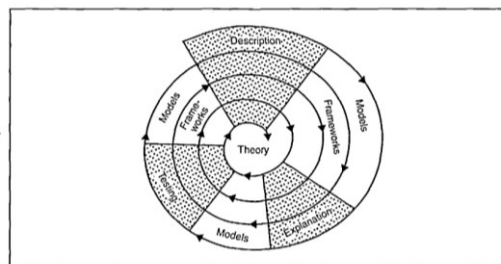 Description
Models
Frame-
works
Frameworks
Models
Theory
Testing
Explanation
Models